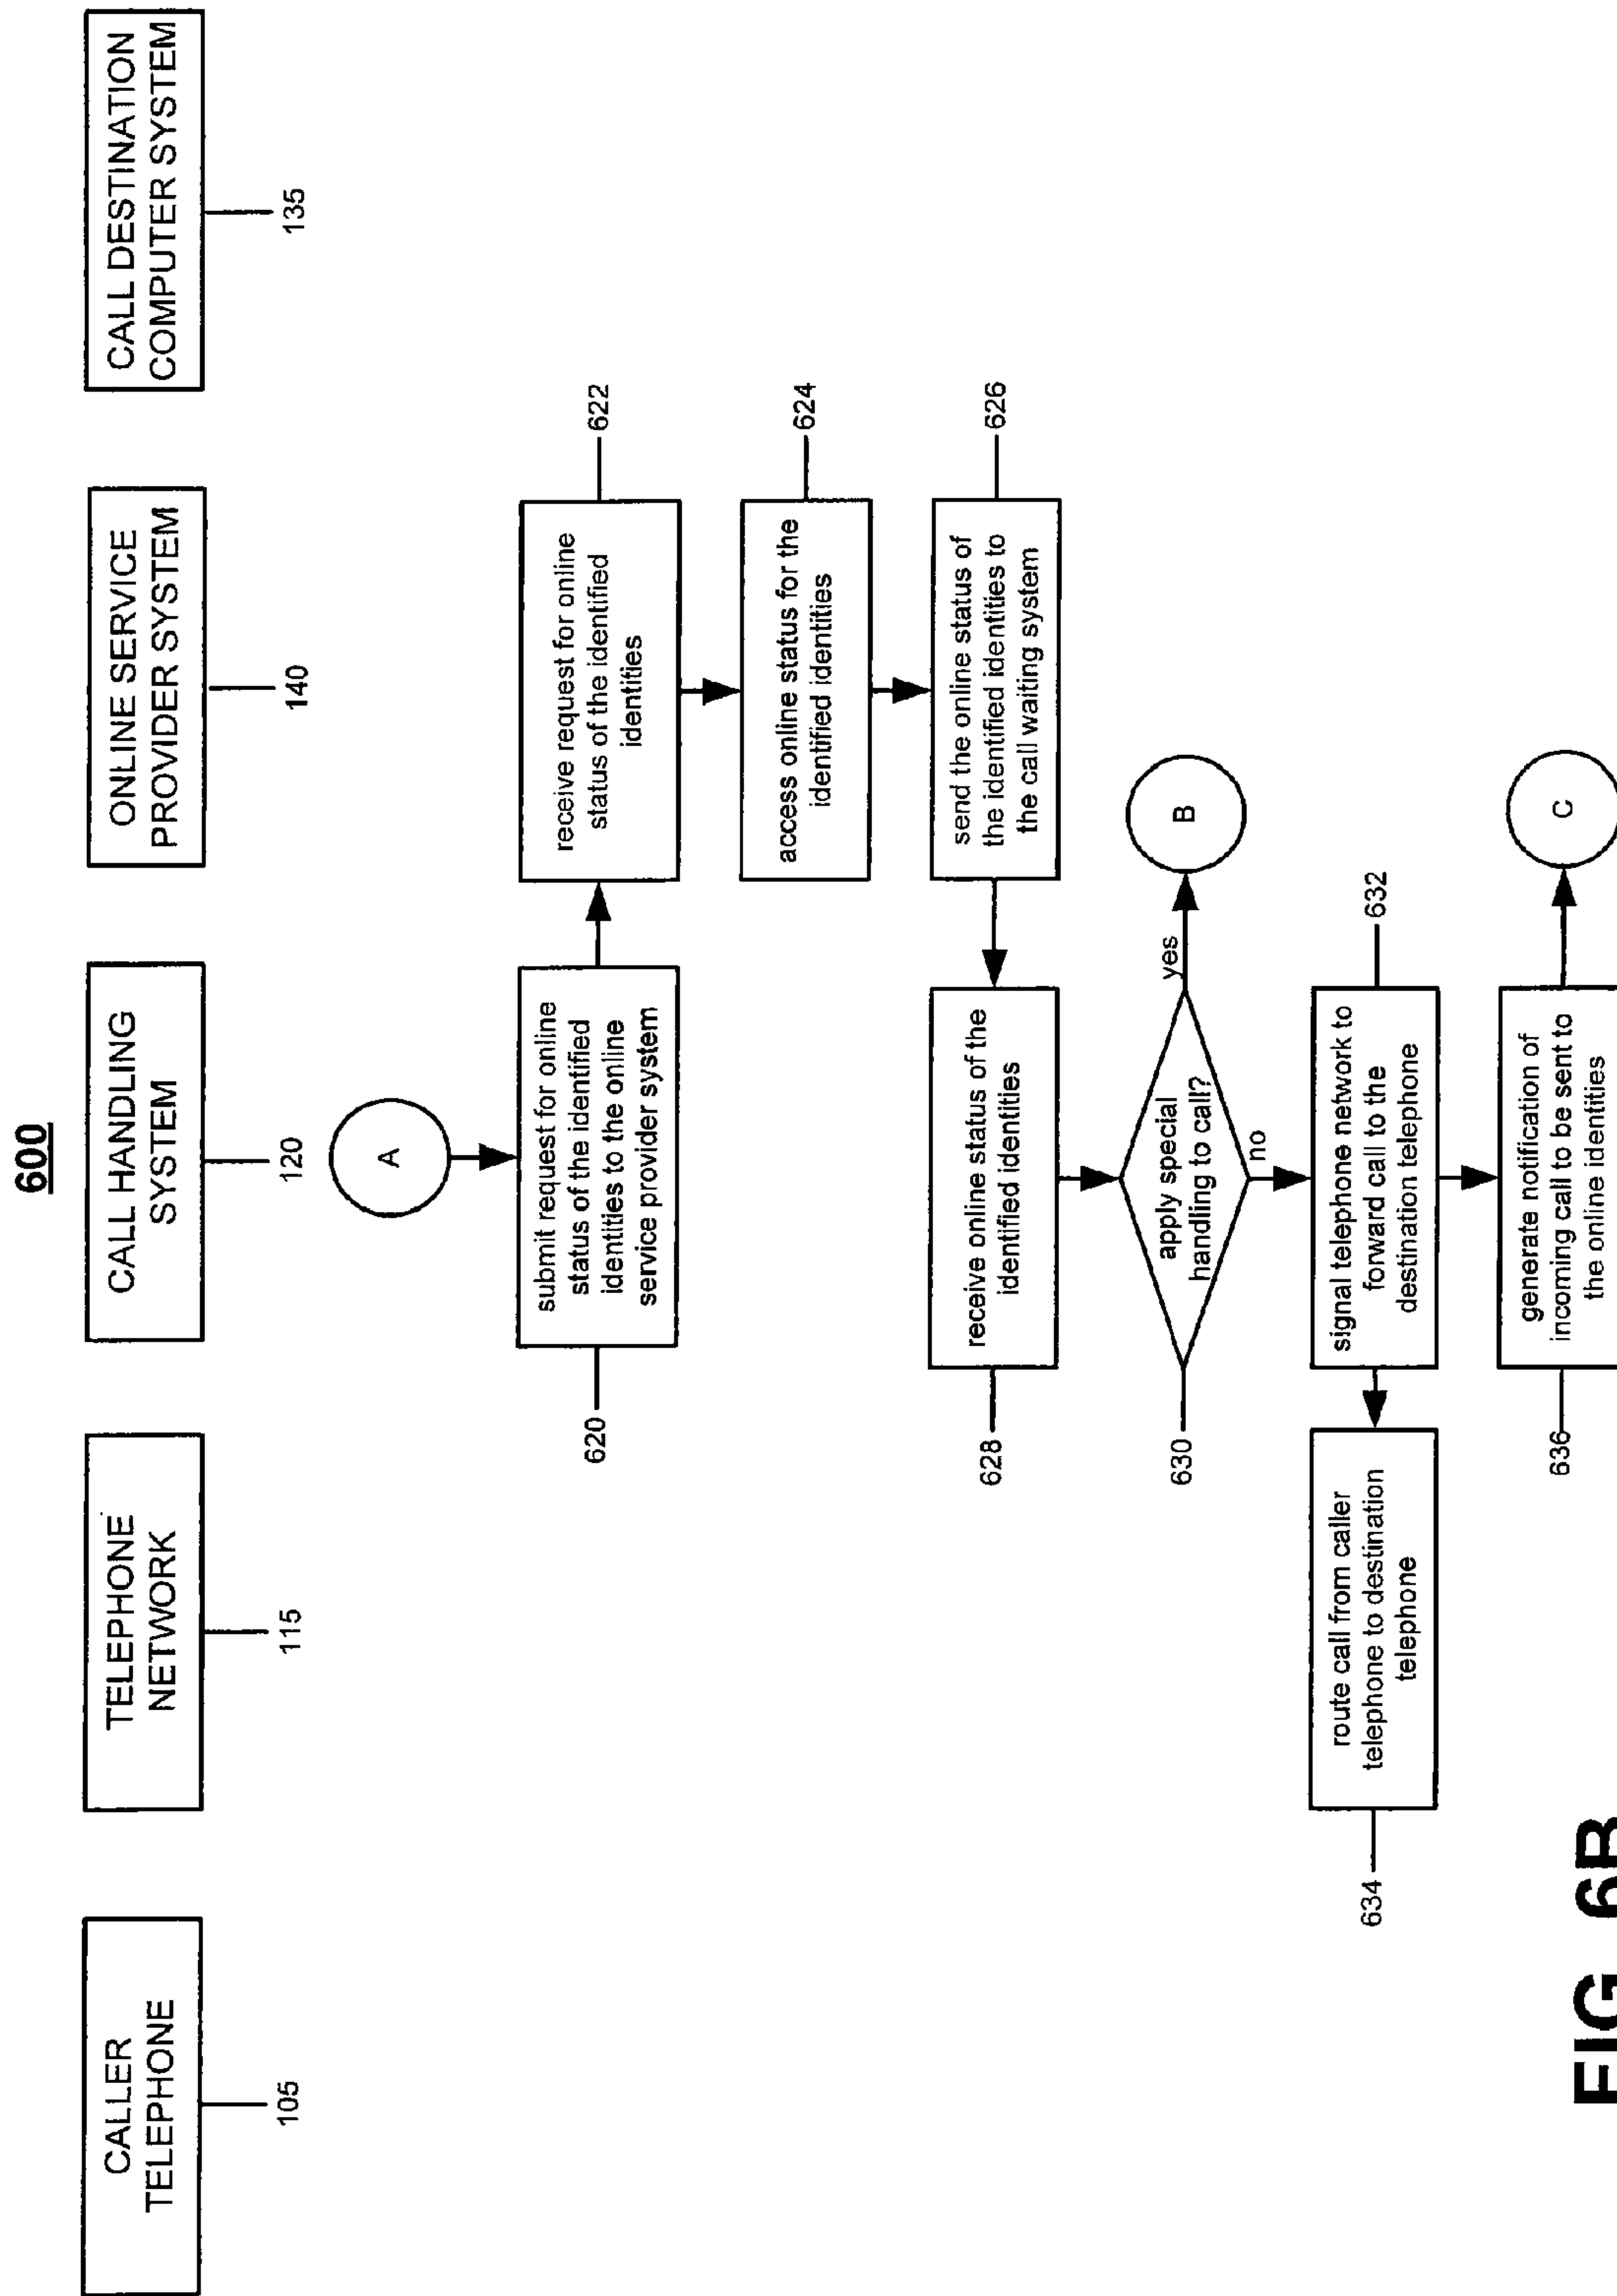 600
CALLER
TELEPHONE
105
TELEPHONE
NETWORK
115
CALL HANDLING
SYSTEM
120
ONLINE SERVICE
PROVIDER SYSTEM
140
CALL DESTINATION
COMPUTER SYSTEM
135
A
submit request for online
status of the identified
identities to the online
service provider system
620
receive request for online
status of the identified
identities
622
access online status for the
identified identities
624
send the online status of
the identified identities to
the call waiting system
626
receive online status of the
identified identities
628
apply special
handling to call?
630
yes
B
no
signal telephone network to
forward call to the
destination telephone
632
route call from caller
telephone to destination
telephone
634
generate notification of
incoming call to be sent to
the online identities
636
C
FIG. 6B